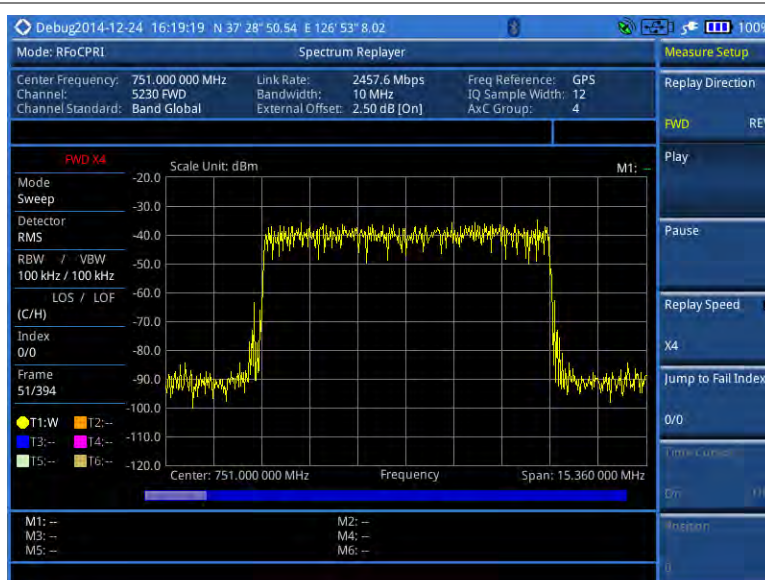 Debug2014-12-24 16:19:19 N 37' 28" 50.54 E 126' 53" 8.02 100%
Mode: RFoCPRI Spectrum Replayer Measure Setup
Center Frequency: 751.000 000 MHz Link Rate: 2457.6 Mbps Freq Reference: GPS
Channel: 5230 FWD Bandwidth: 10 MHz IQ Sample Width: 12
Channel Standard: Band Global External Offset: 2.50 dB [On] AxC Group: 4
Replay Direction
FWD REV
FWD X4
Scale Unit: dBm M1: --
Mode
Sweep
Detector
RMS
RBW / VBW
100 kHz / 100 kHz
LOS / LOF
(C/H)
Index
0/0
Frame
51/394
T1:W T2:--
T3:-- T4:--
T5:-- T6:--
-20.0
-30.0
-40.0
-50.0
-60.0
-70.0
-80.0
-90.0
-100.0
-110.0
-120.0
Center: 751.000 000 MHz Frequency Span: 15.360 000 MHz
M1: -- M2: --
M3: -- M4: --
M5: -- M6: --
Play
Pause
Replay Speed
X4
Jump to Fail Index
0/0
Time Cursor
On
Position
0